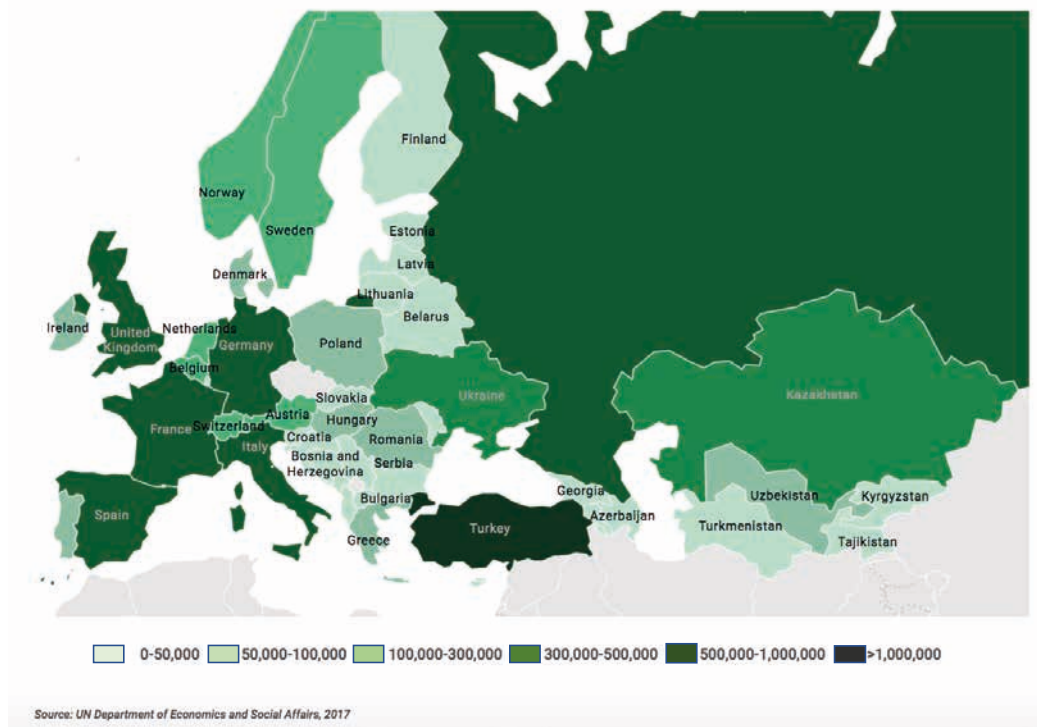 Finland
Norway
Sweden
Estonia
Latvia
Denmark
Lithuania
Belarus
Ireland
United
Kingdom
Netherlands
Germany
Poland
Belgium
Slovakia
Ukraine
Kazakhstan
France
Switzerland
Austria
Hungary
Italy
Croatia
Romania
Bosnia and
Herzegovina
Serbia
Spain
Bulgaria
Georgia
Azerbaijan
Uzbekistan
Kyrgyzstan
Turkmenistan
Tajikistan
Greece
Turkey
0-50,000 50,000-100,000 100,000-300,000 300,000-500,000 500,000-1,000,000 >1,000,000
Source: UN Department of Economics and Social Affairs, 2017